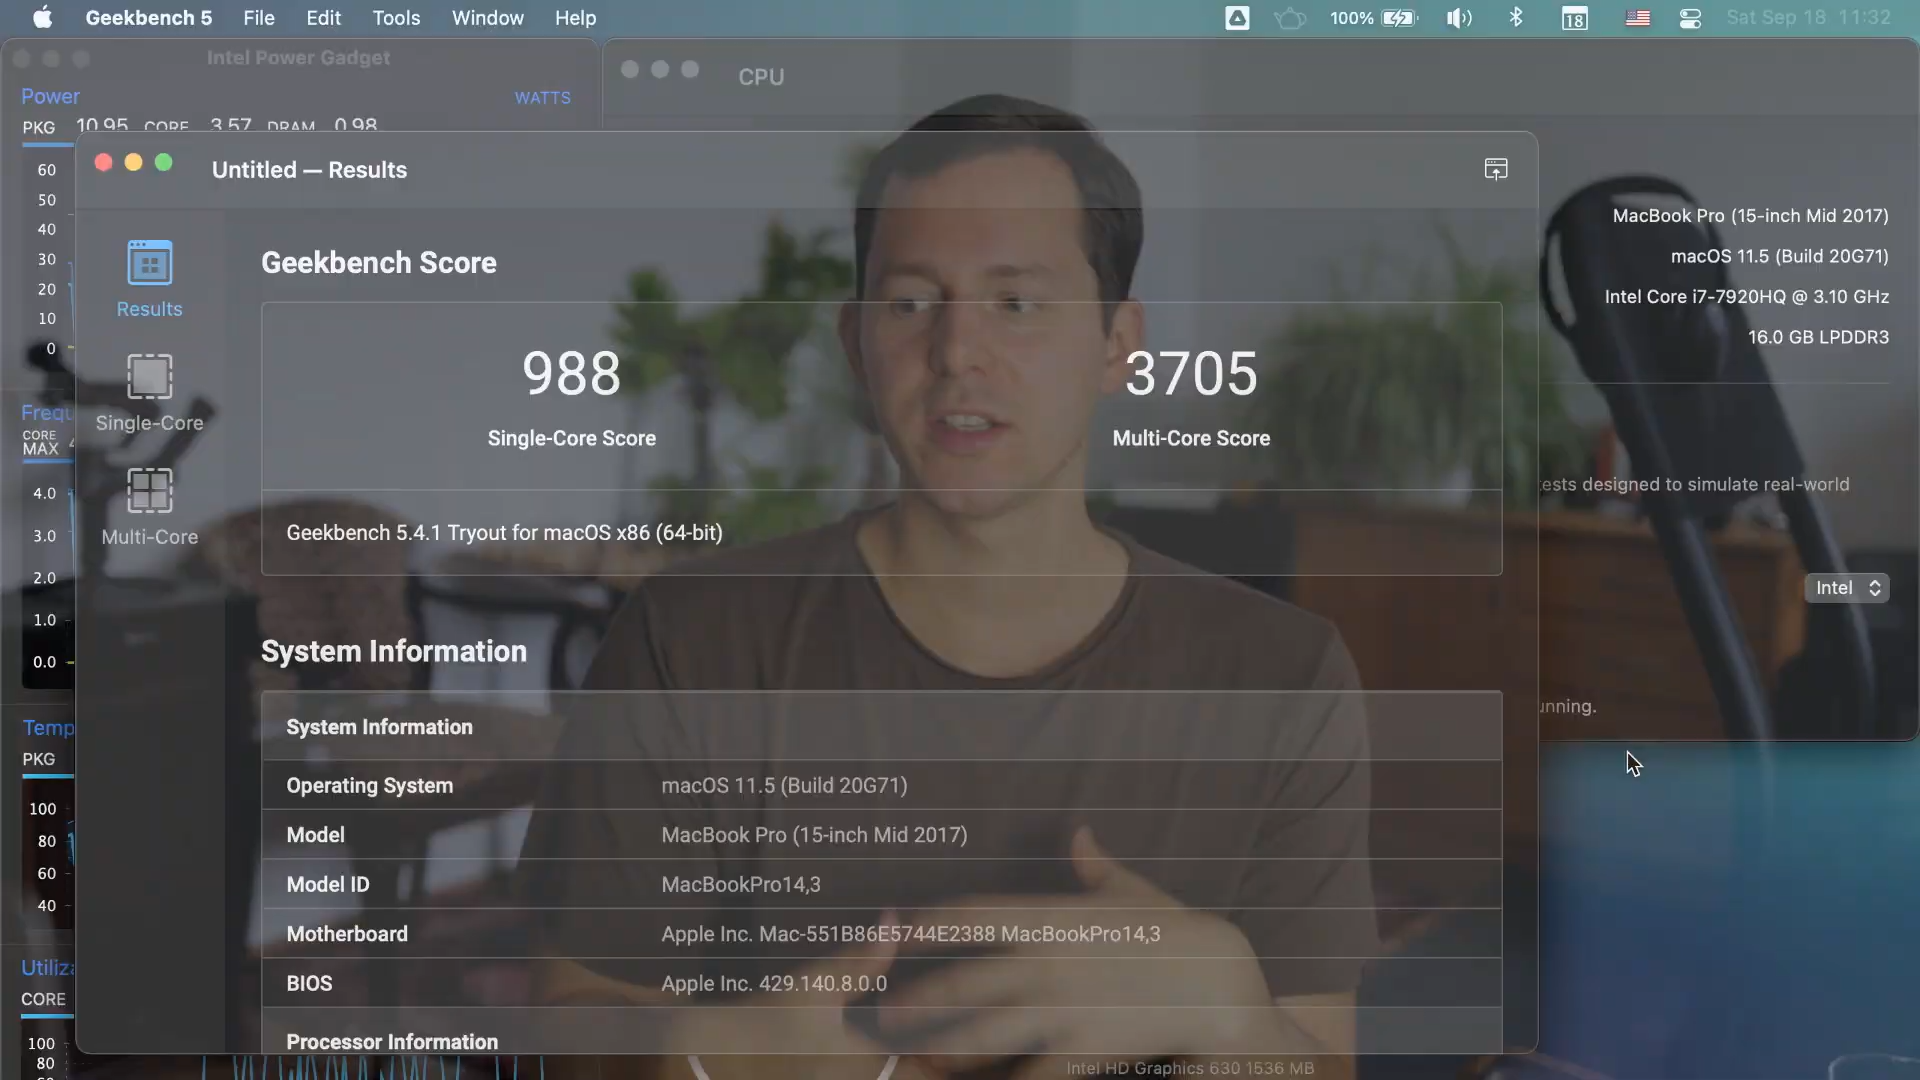 Geekbench 5 File Edit Tools Window Help 100% 18 Sat Sep 18 11:32
Intel Power Gadget
CPU
Power WATTS
PKG 10.95 CORE 3.57 DRAM 0.98
60
50
40
30
20
10
0
Frequ
CORE
MAX 4
4.0
3.0
2.0
1.0
0.0
Temp
PKG
100
80
60
40
Utiliza
CORE
100
80
Untitled — Results
Results
Single-Core
Multi-Core
Geekbench Score
988 3705
Single-Core Score Multi-Core Score
Geekbench 5.4.1 Tryout for macOS x86 (64-bit)
System Information
System Information
Operating System macOS 11.5 (Build 20G71)
Model MacBook Pro (15-inch Mid 2017)
Model ID MacBookPro14,3
Motherboard Apple Inc. Mac-551B86E5744E2388 MacBookPro14,3
BIOS Apple Inc. 429.140.8.0.0
Processor Information
MacBook Pro (15-inch Mid 2017)
macOS 11.5 (Build 20G71)
Intel Core i7-7920HQ @ 3.10 GHz
16.0 GB LPDDR3
tests designed to simulate real-world
Intel
unning.
Intel HD Graphics 630 1536 MB